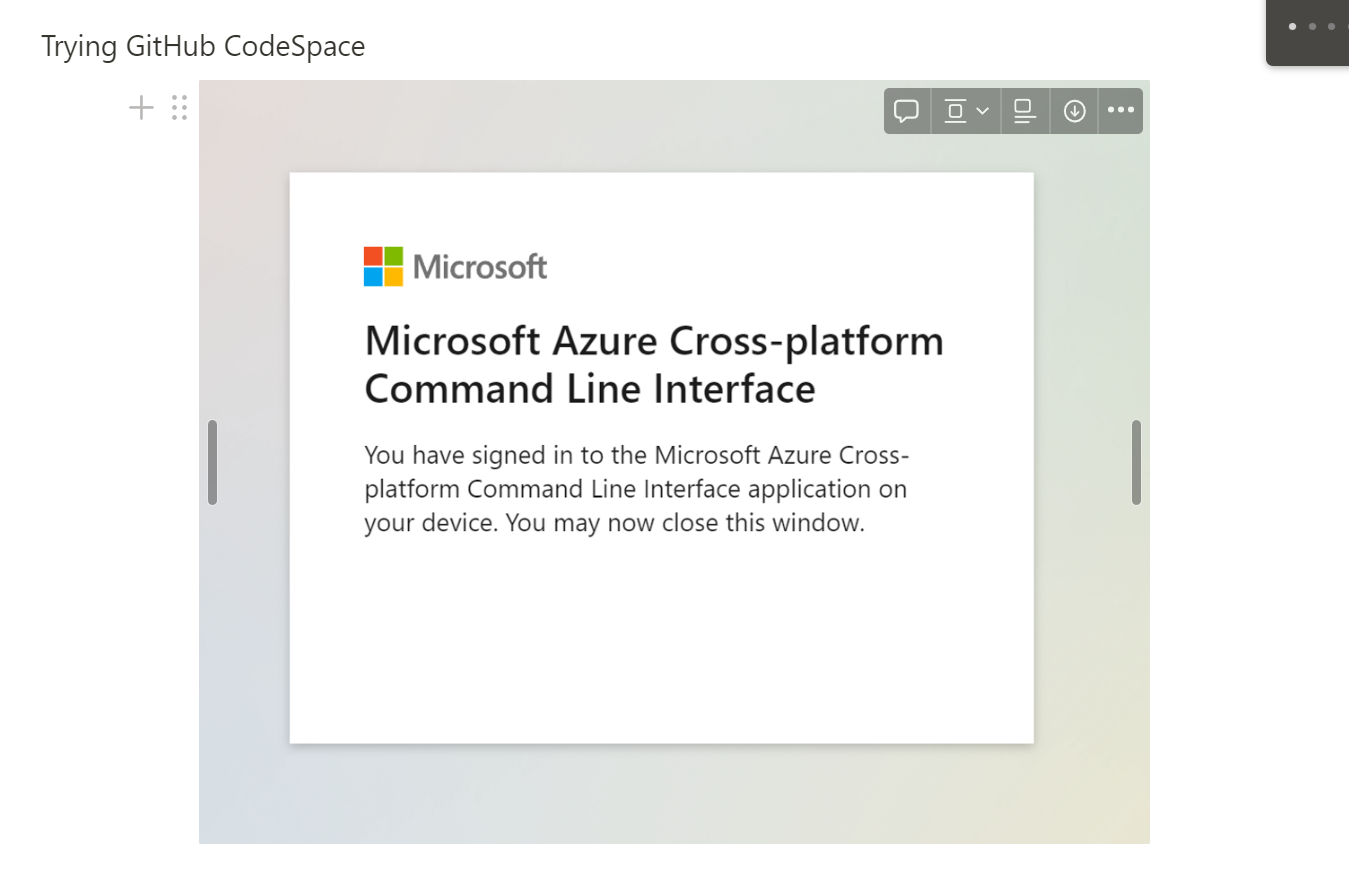 Trying GitHub CodeSpace
Microsoft
Microsoft Azure Cross-platform
Command Line Interface
You have signed in to the Microsoft Azure Cross-
platform Command Line Interface application on
your device. You may now close this window.